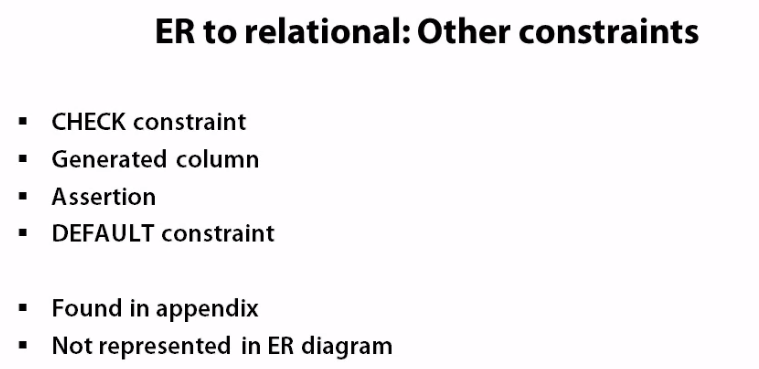 ER to relational: Other constraints
▪ CHECK constraint
▪ Generated column
▪ Assertion
▪ DEFAULT constraint
▪ Found in appendix
▪ Not represented in ER diagram